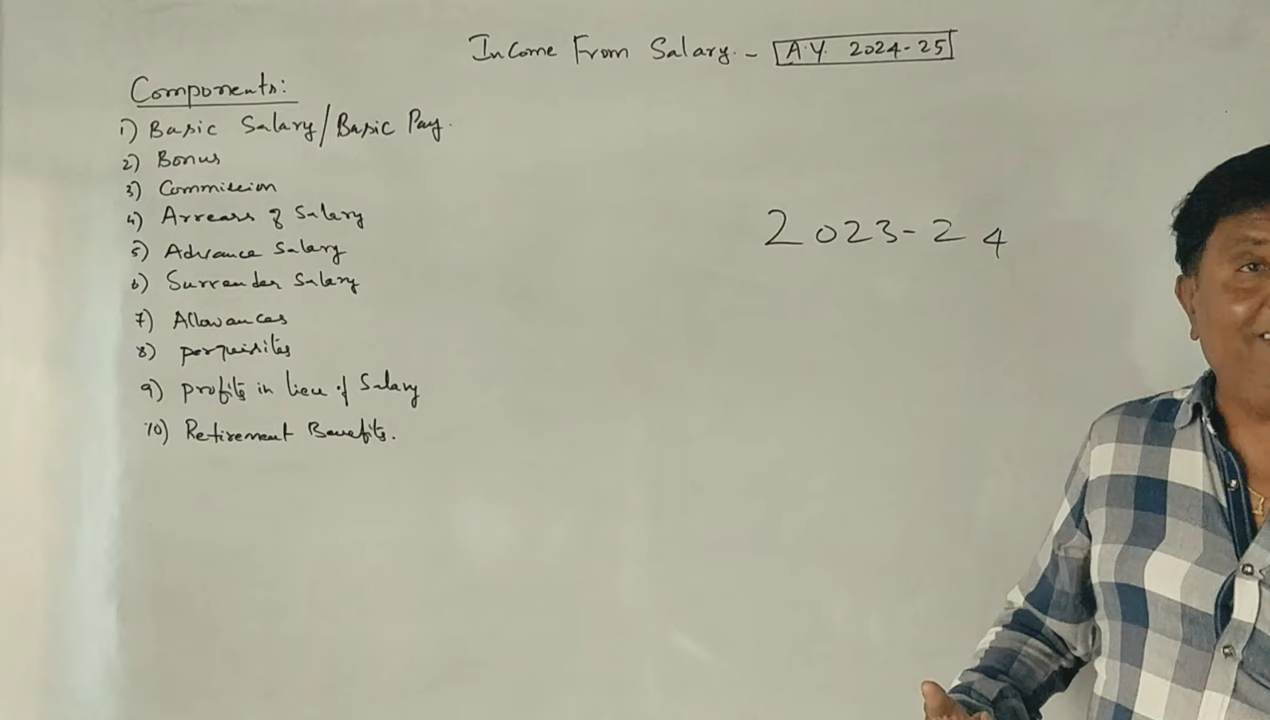 Income From Salary. - A.Y. 2024-25
Components:
1) Basic Salary/Basic Pay.
2) Bonus
3) Commission
4) Arrears of Salary
5) Advance Salary
6) Surrender Salary
7) Allowances
8) perquisites
9) profits in lieu of Salary
10) Retirement Benefits.
2023-24